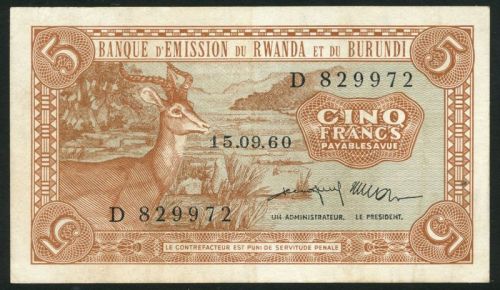 5 5
BANQUE D'EMISSION DU RWANDA ET DU BURUNDI
D 829972
CINQ
FRANCS
PAYABLES A VUE
15.09.60
D 829972
UN ADMINISTRATEUR. LE PRESIDENT.
5 5
LE CONTREFACTEUR EST PUNI DE SERVITUDE PENALE